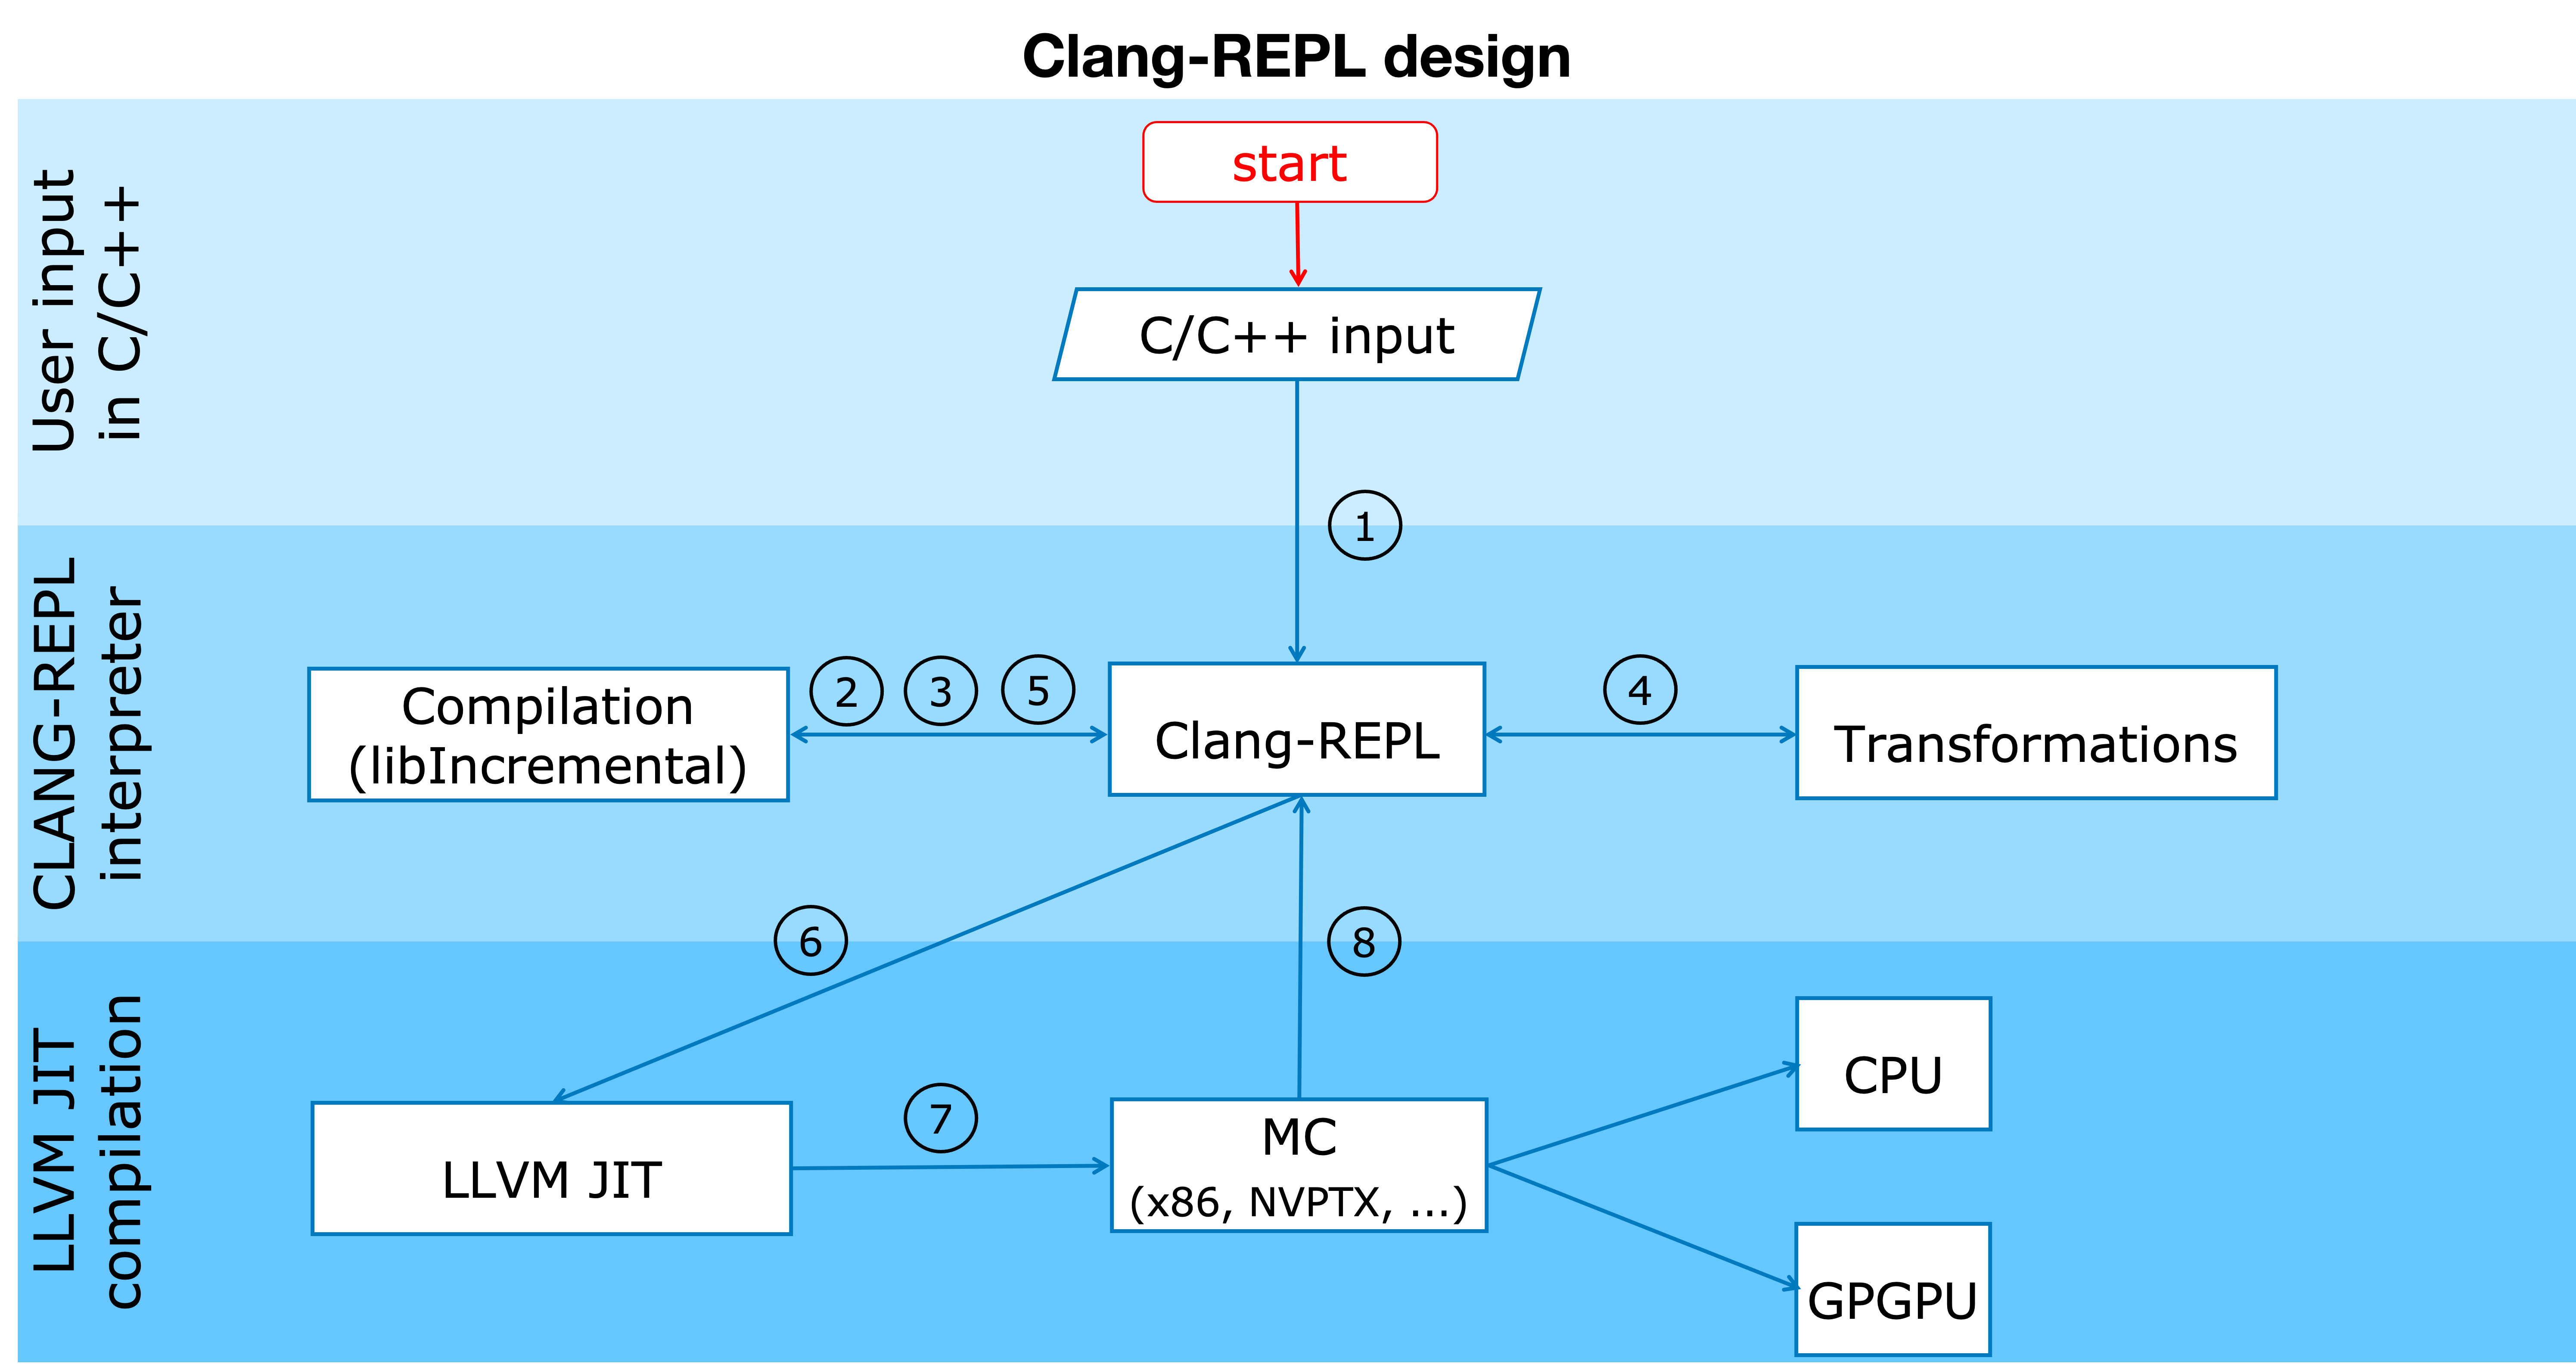 Clang-REPL design
User input
in C/C++
start
C/C++ input
1
CLANG-REPL
interpreter
Compilation
(libIncremental)
2 3 5
Clang-REPL
4
Transformations
6
8
LLVM JIT
compilation
LLVM JIT
7
MC
(x86, NVPTX, ...)
CPU
GPGPU